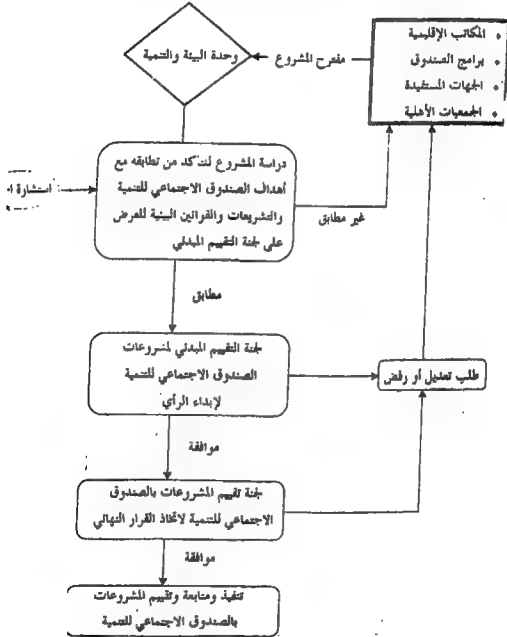 • المكاتب الإقليمية
• برامج الصندوق
• الجهات المستفيدة
• الجمعيات الأهلية
مقترح المشروع
وحدة البيئة والتنمية
دراسة المشروع لتتأكد من تطابقه مع
أهداف الصندوق الاجتماعي للتنمية
والتشريعات والقوانين البيئية للعرض
على لجنة التقييم المبدئي
استشارة
غير مطابق
مطابق
لجنة التقييم المبدئي لمشروعات
الصندوق الاجتماعي للتنمية
لإبداء الرأي
طلب تعديل أو رفض
موافقة
لجنة تقييم المشروعات بالصندوق
الاجتماعي للتنمية لاتخاذ القرار النهائي
موافقة
تنفيذ ومتابعة وتقييم المشروعات
بالصندوق الاجتماعي للتنمية